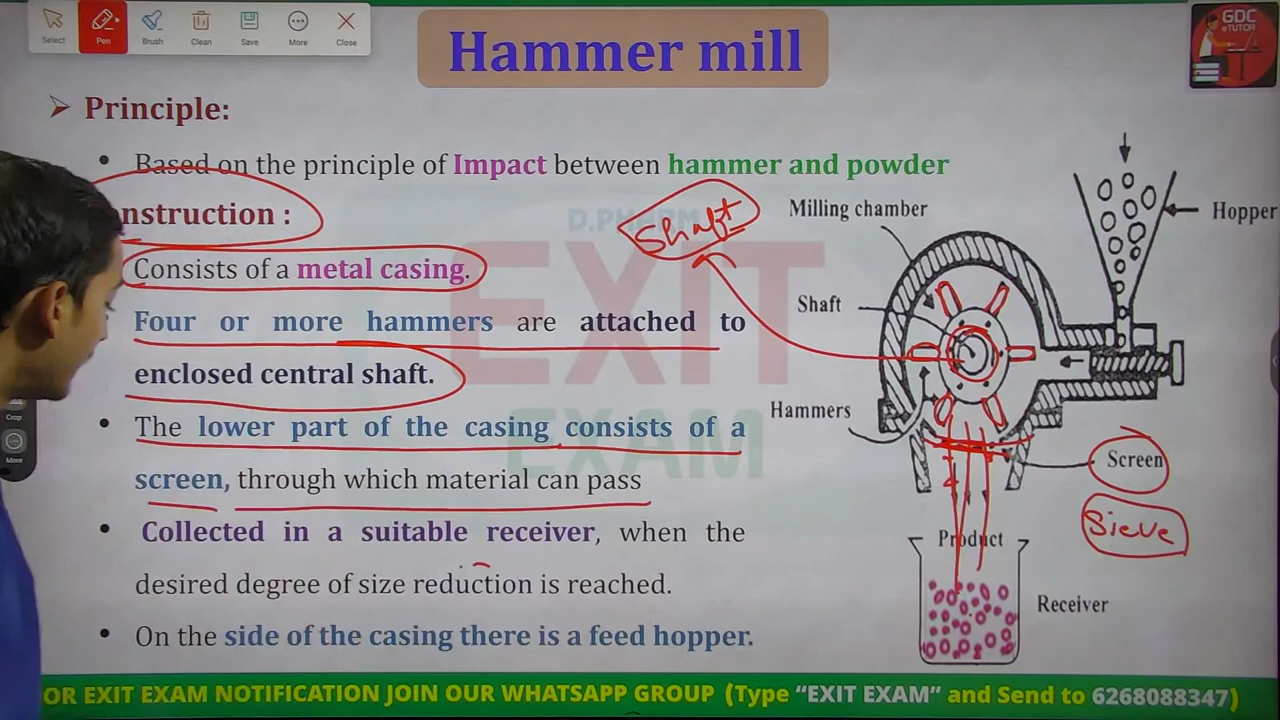 Select
Pen
Brush
Clean
Save
More
Close
Hammer mill
GDC
eTUTOR
Principle:
Based on the principle of Impact between hammer and powder
nstruction :
Consists of a metal casing.
Four or more hammers are attached to
enclosed central shaft.
The lower part of the casing consists of a
screen, through which material can pass
Collected in a suitable receiver, when the
desired degree of size reduction is reached.
On the side of the casing there is a feed hopper.
D.PHARM
EXIT
EXAM
Shaft
Milling chamber
Hopper
Shaft
Hammers
Screen
Sieve
Product
Receiver
Crop
More
OR EXIT EXAM NOTIFICATION JOIN OUR WHATSAPP GROUP (Type “EXIT EXAM” and Send to 6268088347)